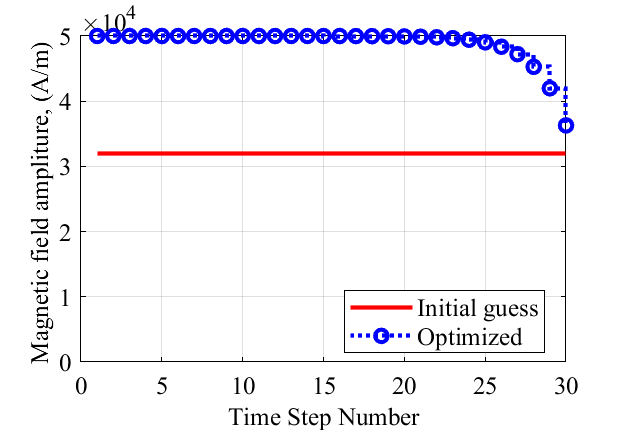 ×10⁴
5
4
3
2
1
0
Magnetic field ampliture, (A/m)
Initial guess
Optimized
0 5 10 15 20 25 30
Time Step Number